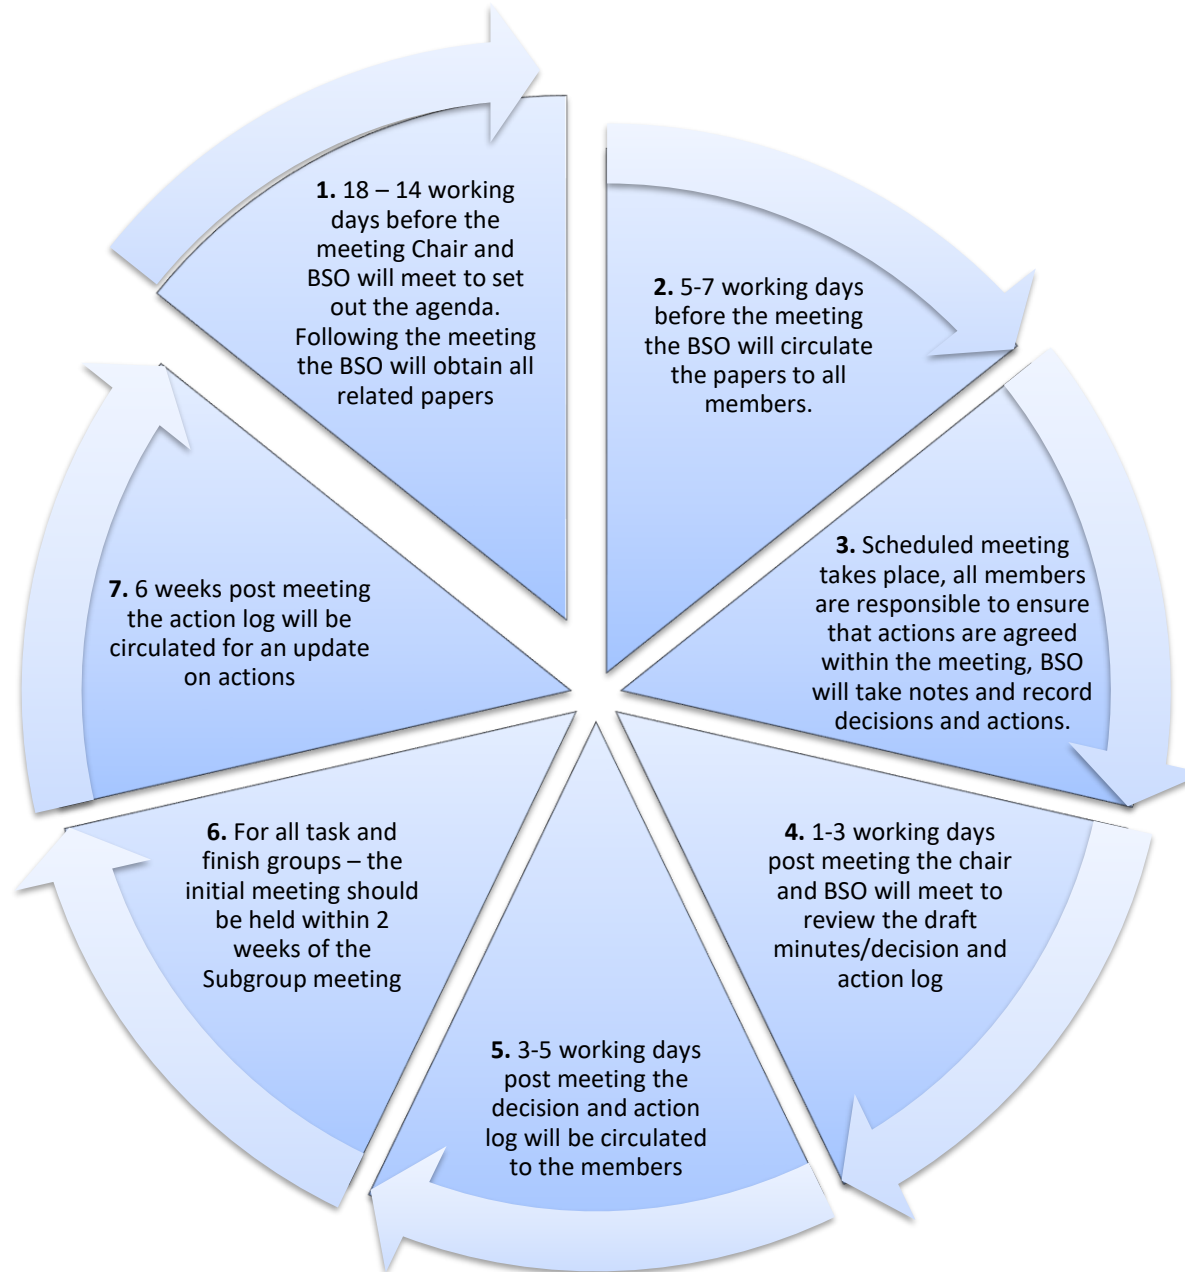 1. 18 – 14 working
days before the
meeting Chair and
BSO will meet to set
out the agenda.
Following the meeting
the BSO will obtain all
related papers
2. 5-7 working days
before the meeting
the BSO will circulate
the papers to all
members.
3. Scheduled meeting
takes place, all members
are responsible to ensure
that actions are agreed
within the meeting, BSO
will take notes and record
decisions and actions.
4. 1-3 working days
post meeting the chair
and BSO will meet to
review the draft
minutes/decision and
action log
5. 3-5 working days
post meeting the
decision and action
log will be circulated
to the members
6. For all task and
finish groups – the
initial meeting should
be held within 2
weeks of the
Subgroup meeting
7. 6 weeks post meeting
the action log will be
circulated for an update
on actions